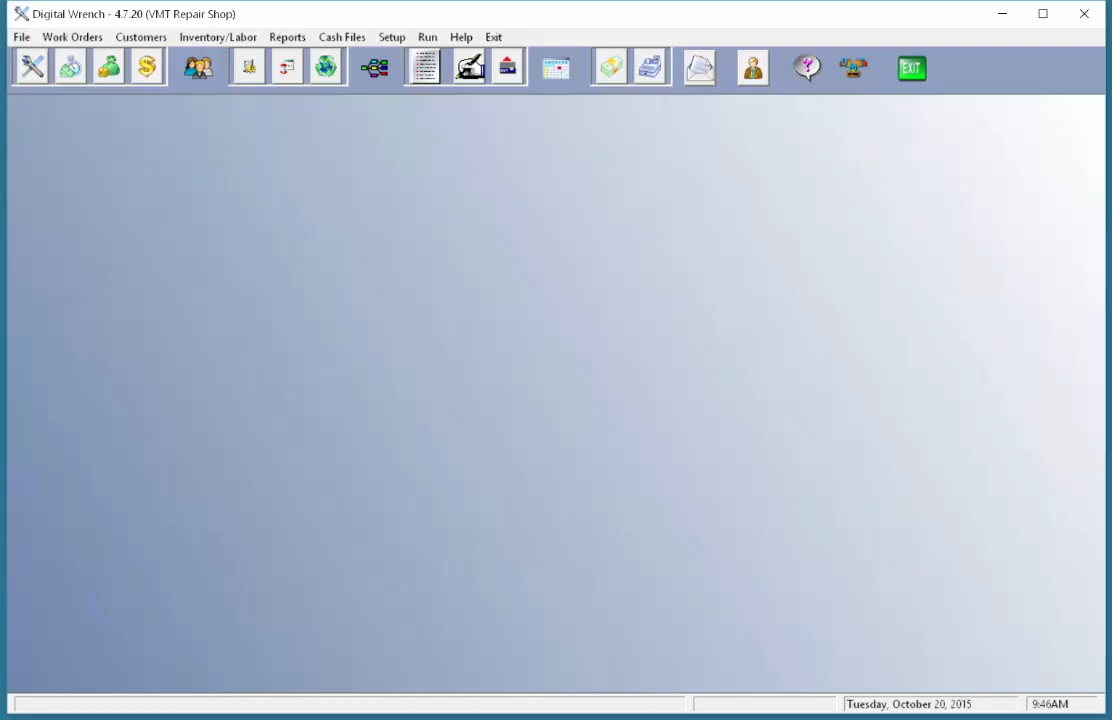 Digital Wrench - 4.7.20 (VMT Repair Shop)
File Work Orders Customers Inventory/Labor Reports Cash Files Setup Run Help Exit
EXIT
Tuesday, October 20, 2015 9:46AM